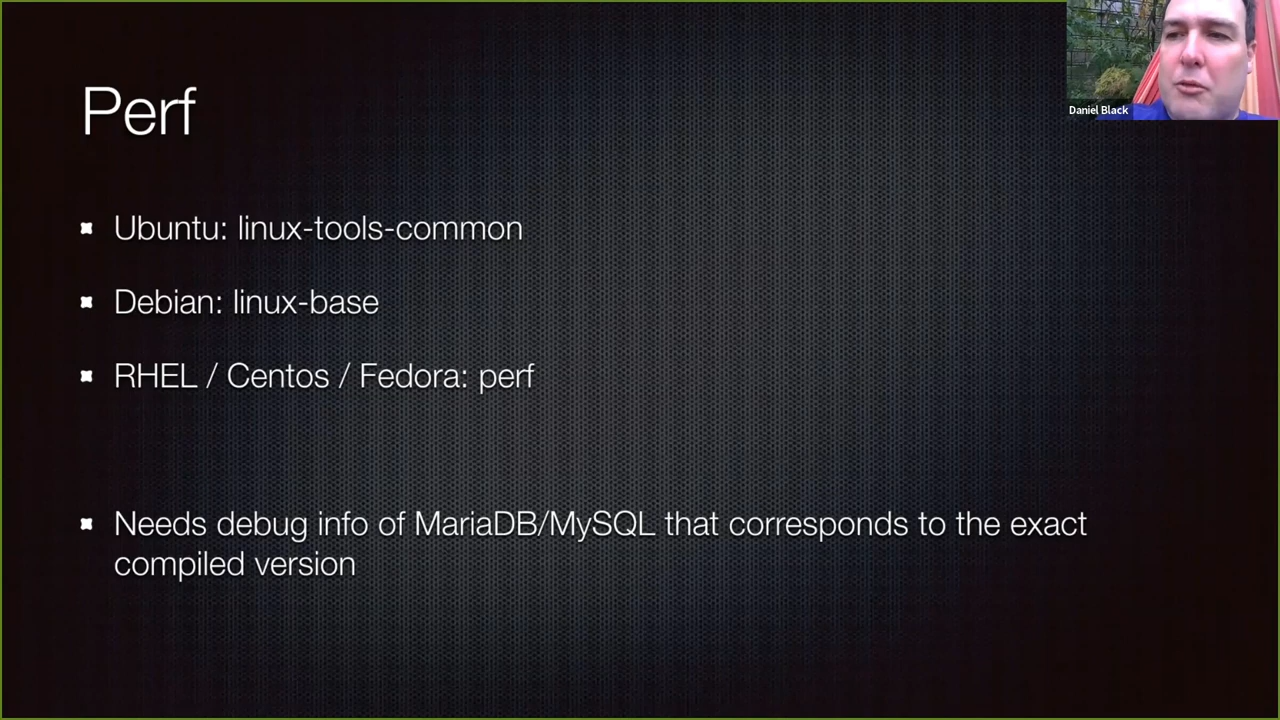 Perf
Daniel Black
Ubuntu: linux-tools-common
Debian: linux-base
RHEL / Centos / Fedora: perf
Needs debug info of MariaDB/MySQL that corresponds to the exact
compiled version